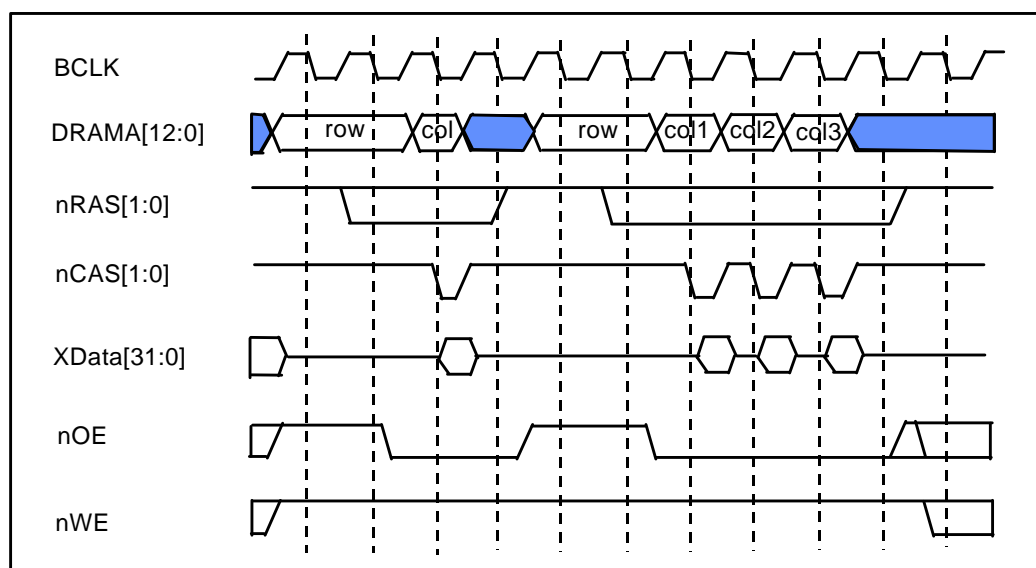 BCLK
DRAMA[12:0] row col row col1 col2 col3
nRAS[1:0]
nCAS[1:0]
XData[31:0]
nOE
nWE